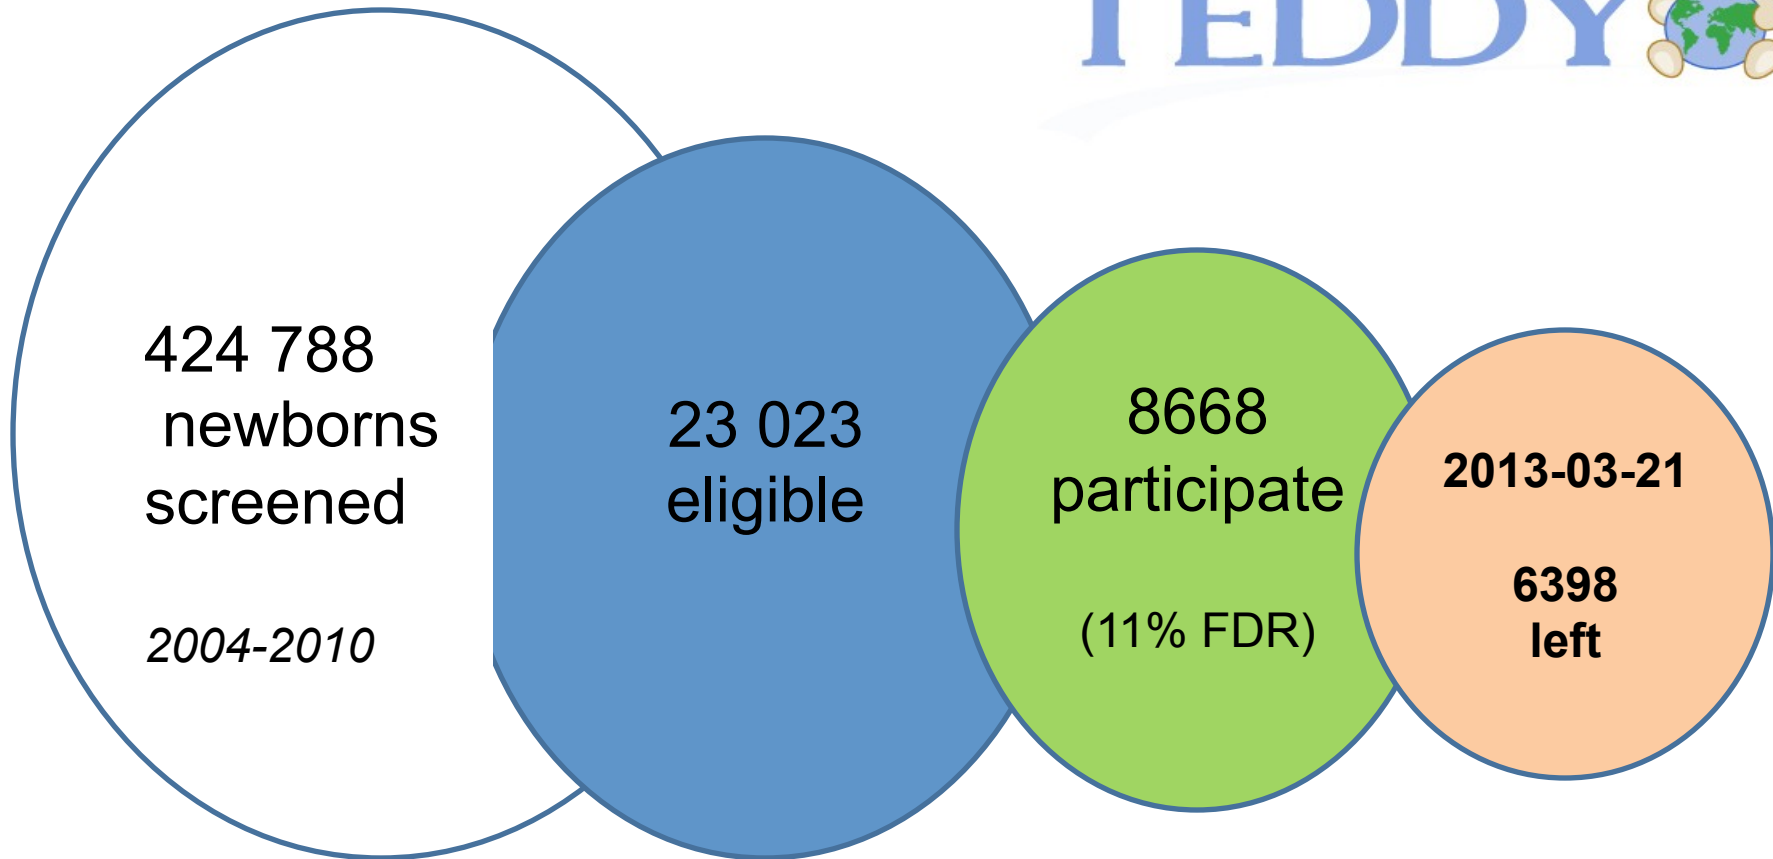 TEDDY
424 788
newborns
screened
2004-2010
23 023
eligible
8668
participate
(11% FDR)
2013-03-21
6398
left